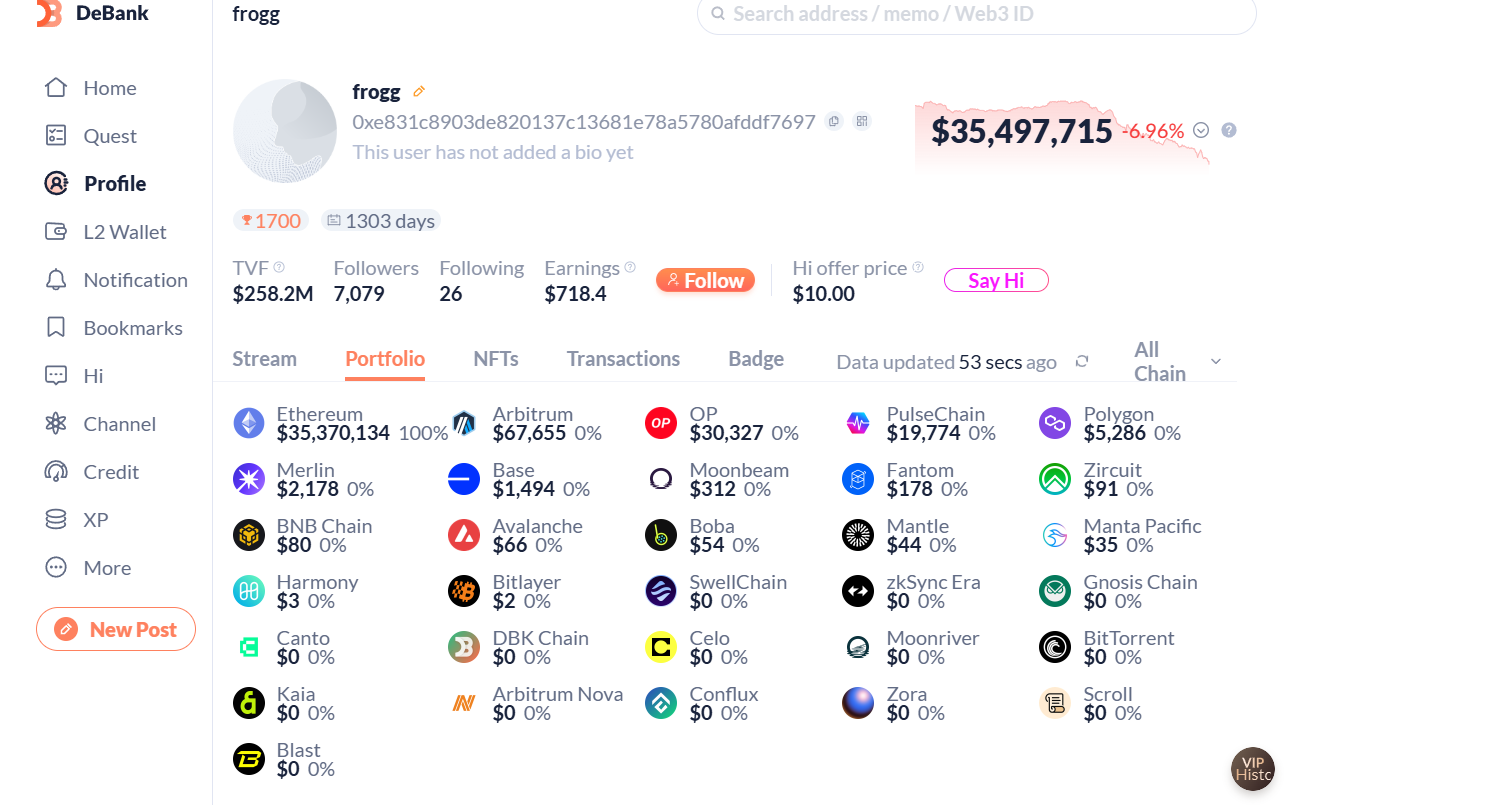 DeBank
frogg
Search address / memo / Web3 ID
Home
Quest
Profile
L2 Wallet
Notification
Bookmarks
Hi
Channel
Credit
XP
More
New Post
frogg
0xe831c8903de820137c13681e78a5780afddf7697
This user has not added a bio yet
$35,497,715 -6.96%
1700 1303 days
TVF Followers Following Earnings Follow Hi offer price Say Hi
$258.2M 7,079 26 $718.4 $10.00
Stream Portfolio NFTs Transactions Badge Data updated 53 secs ago All Chain
Ethereum
$35,370,134 100%
Arbitrum
$67,655 0%
OP
$30,327 0%
PulseChain
$19,774 0%
Polygon
$5,286 0%
Merlin
$2,178 0%
Base
$1,494 0%
Moonbeam
$312 0%
Fantom
$178 0%
Zircuit
$91 0%
BNB Chain
$80 0%
Avalanche
$66 0%
Boba
$54 0%
Mantle
$44 0%
Manta Pacific
$35 0%
Harmony
$3 0%
Bitlayer
$2 0%
SwellChain
$0 0%
zkSync Era
$0 0%
Gnosis Chain
$0 0%
Canto
$0 0%
DBK Chain
$0 0%
Celo
$0 0%
Moonriver
$0 0%
BitTorrent
$0 0%
Kaia
$0 0%
Arbitrum Nova
$0 0%
Conflux
$0 0%
Zora
$0 0%
Scroll
$0 0%
Blast
$0 0%
VIP
Histc